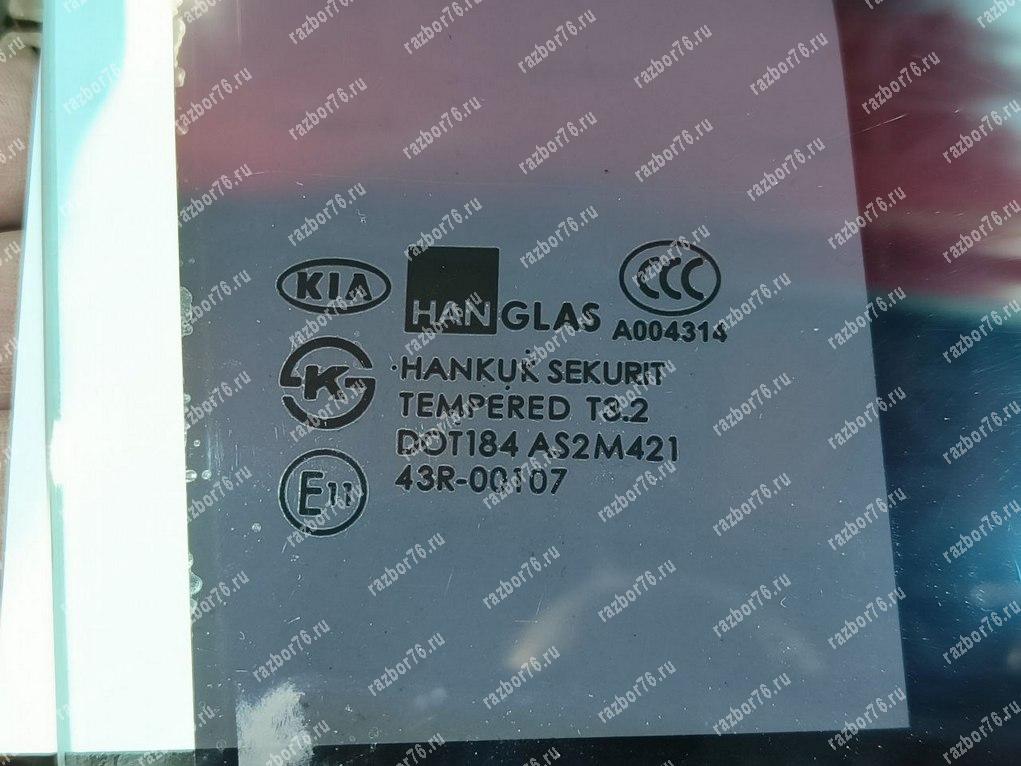 KIA HANGLAS CCC
A004314
K HANKUK SEKURIT
TEMPERED T3.2
DOT184 AS2M421
E11 43R-00107
razbor76.ru